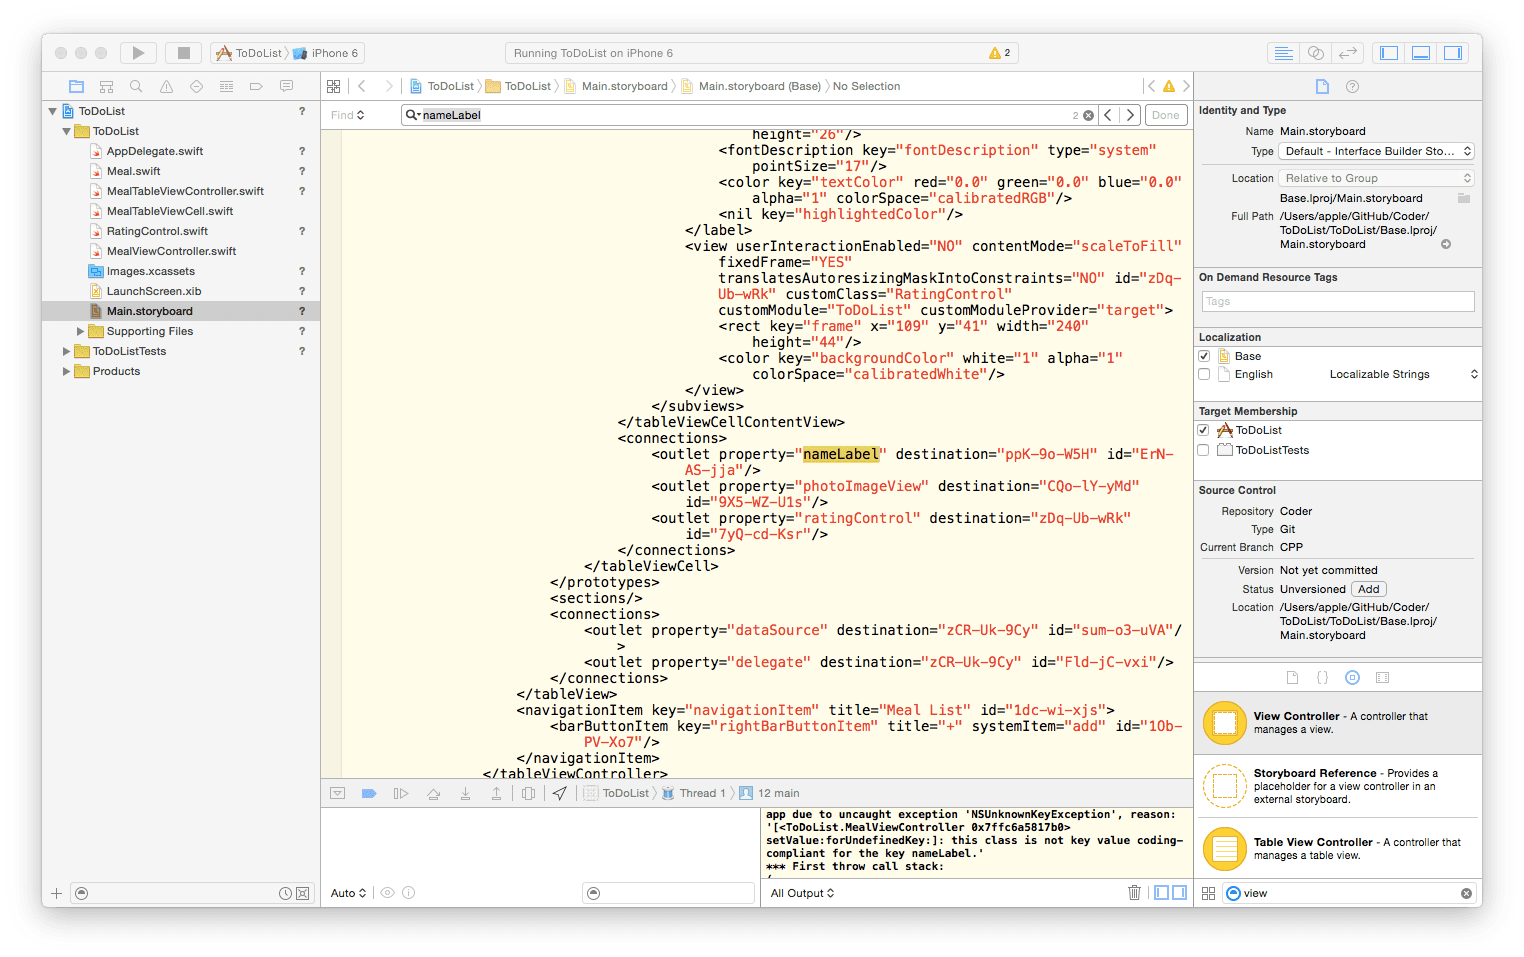 ToDoList iPhone 6
Running ToDoList on iPhone 6
2
ToDoList ToDoList Main.storyboard Main.storyboard (Base) No Selection
Find nameLabel 2 Done
ToDoList ?
ToDoList
AppDelegate.swift ?
Meal.swift ?
MealTableViewController.swift ?
MealTableViewCell.swift
RatingControl.swift ?
MealViewController.swift
Images.xcassets ?
LaunchScreen.xib ?
Main.storyboard ?
Supporting Files ?
ToDoListTests ?
Products
height="26"/>
<fontDescription key="fontDescription" type="system"
pointSize="17"/>
<color key="textColor" red="0.0" green="0.0" blue="0.0"
alpha="1" colorSpace="calibratedRGB"/>
<nil key="highlightedColor"/>
</label>
<view userInteractionEnabled="NO" contentMode="scaleToFill"
fixedFrame="YES"
translatesAutoresizingMaskIntoConstraints="NO" id="zDq-
Ub-wRk" customClass="RatingControl"
customModule="ToDoList" customModuleProvider="target">
<rect key="frame" x="109" y="41" width="240"
height="44"/>
<color key="backgroundColor" white="1" alpha="1"
colorSpace="calibratedWhite"/>
</view>
</subviews>
</tableViewCellContentView>
<connections>
<outlet property="nameLabel" destination="ppK-9o-W5H" id="ErN-
AS-jja"/>
<outlet property="photoImageView" destination="CQo-lY-yMd"
id="9X5-WZ-U1s"/>
<outlet property="ratingControl" destination="zDq-Ub-wRk"
id="7yQ-cd-Ksr"/>
</connections>
</tableViewCell>
</prototypes>
<sections/>
<connections>
<outlet property="dataSource" destination="zCR-Uk-9Cy" id="sum-o3-uVA"/
>
<outlet property="delegate" destination="zCR-Uk-9Cy" id="Fld-jC-vxi"/>
</connections>
</tableView>
<navigationItem key="navigationItem" title="Meal List" id="1dc-wi-xjs">
<barButtonItem key="rightBarButtonItem" title="+" systemItem="add" id="1Ob-
PV-Xo7"/>
</navigationItem>
</tableViewController>
ToDoList Thread 1 12 main
app due to uncaught exception 'NSUnknownKeyException', reason:
'[<ToDoList.MealViewController 0x7ffc6a5817b0>
setValue:forUndefinedKey:]: this class is not key value coding-
compliant for the key nameLabel.'
*** First throw call stack:
(
Auto
All Output
Identity and Type
Name Main.storyboard
Type Default - Interface Builder Sto...
Location Relative to Group
Base.lproj/Main.storyboard
Full Path /Users/apple/GitHub/Coder/
ToDoList/ToDoList/Base.lproj/
Main.storyboard
On Demand Resource Tags
Tags
Localization
Base
English Localizable Strings
Target Membership
ToDoList
ToDoListTests
Source Control
Repository Coder
Type Git
Current Branch CPP
Version Not yet committed
Status Unversioned Add
Location /Users/apple/GitHub/Coder/
ToDoList/ToDoList/Base.lproj/
Main.storyboard
View Controller - A controller that
manages a view.
Storyboard Reference - Provides a
placeholder for a view controller in an
external storyboard.
Table View Controller - A controller that
manages a table view.
view